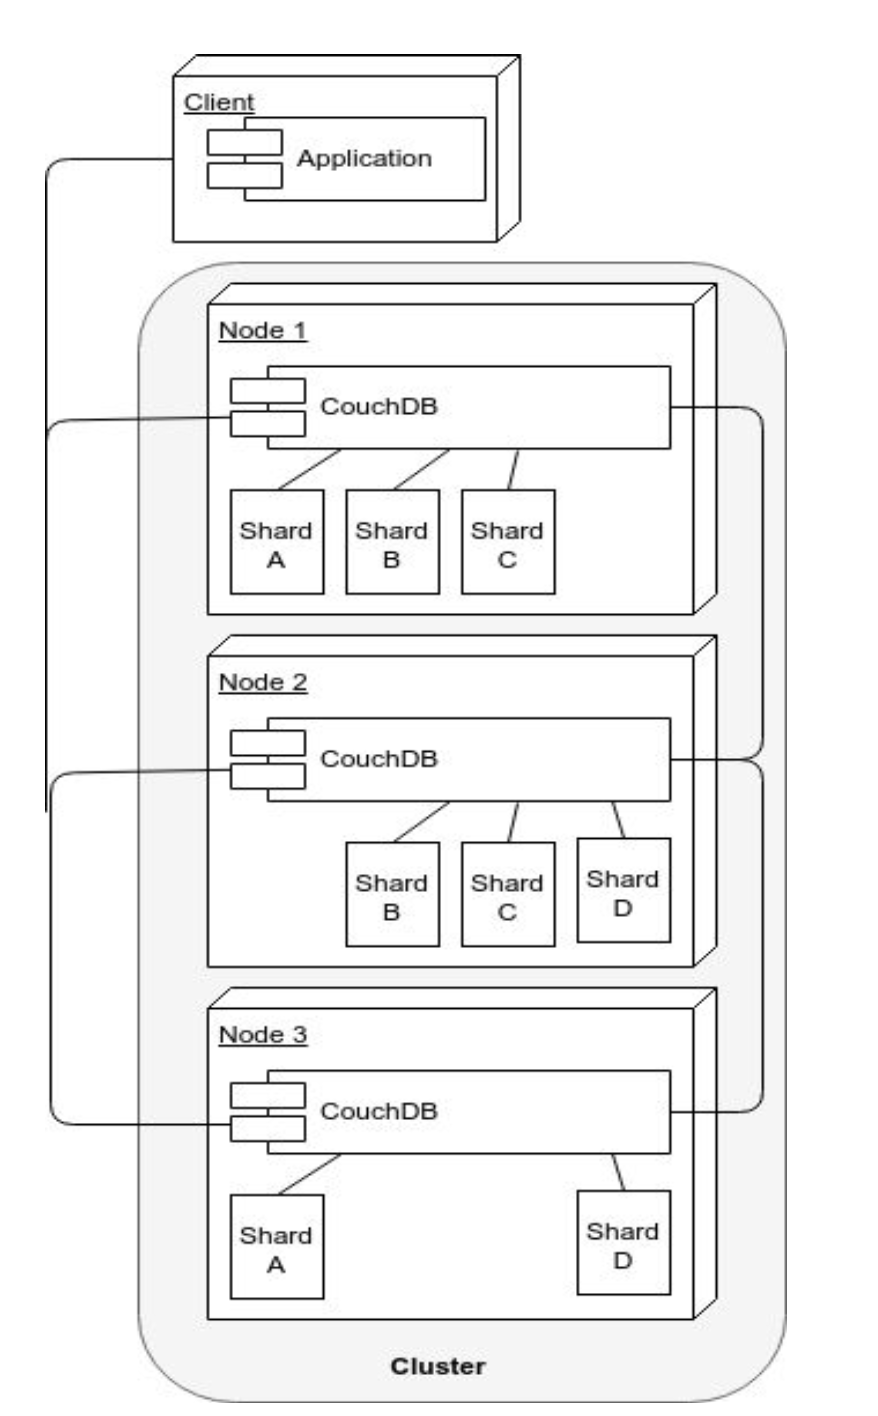 Client
Application
Node 1
CouchDB
Shard
A
Shard
B
Shard
C
Node 2
CouchDB
Shard
B
Shard
C
Shard
D
Node 3
CouchDB
Shard
A
Shard
D
Cluster